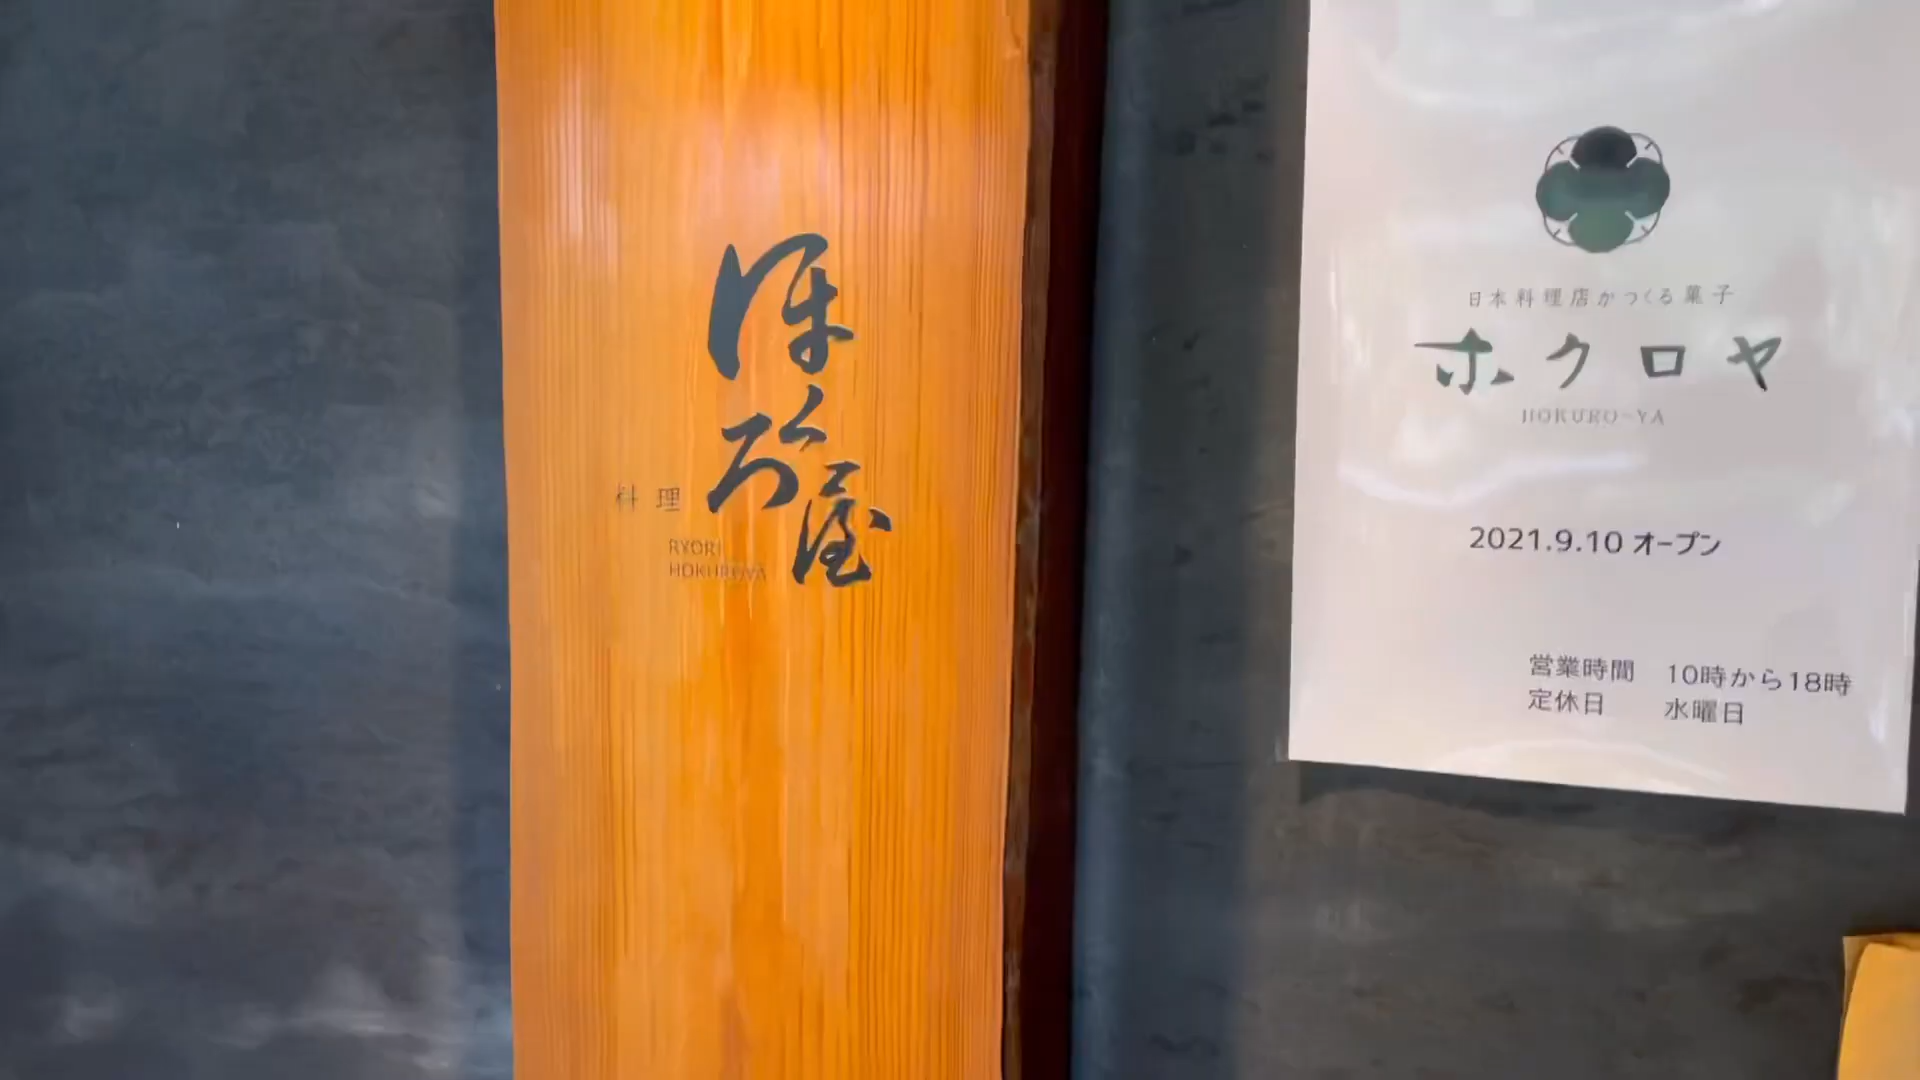 ほくろ屋
料理
RYORI
HOKUROYA
日本料理店がつくる菓子
ホクロヤ
HOKURO-YA
2021.9.10 オープン
営業時間 10時から18時
定休日 水曜日